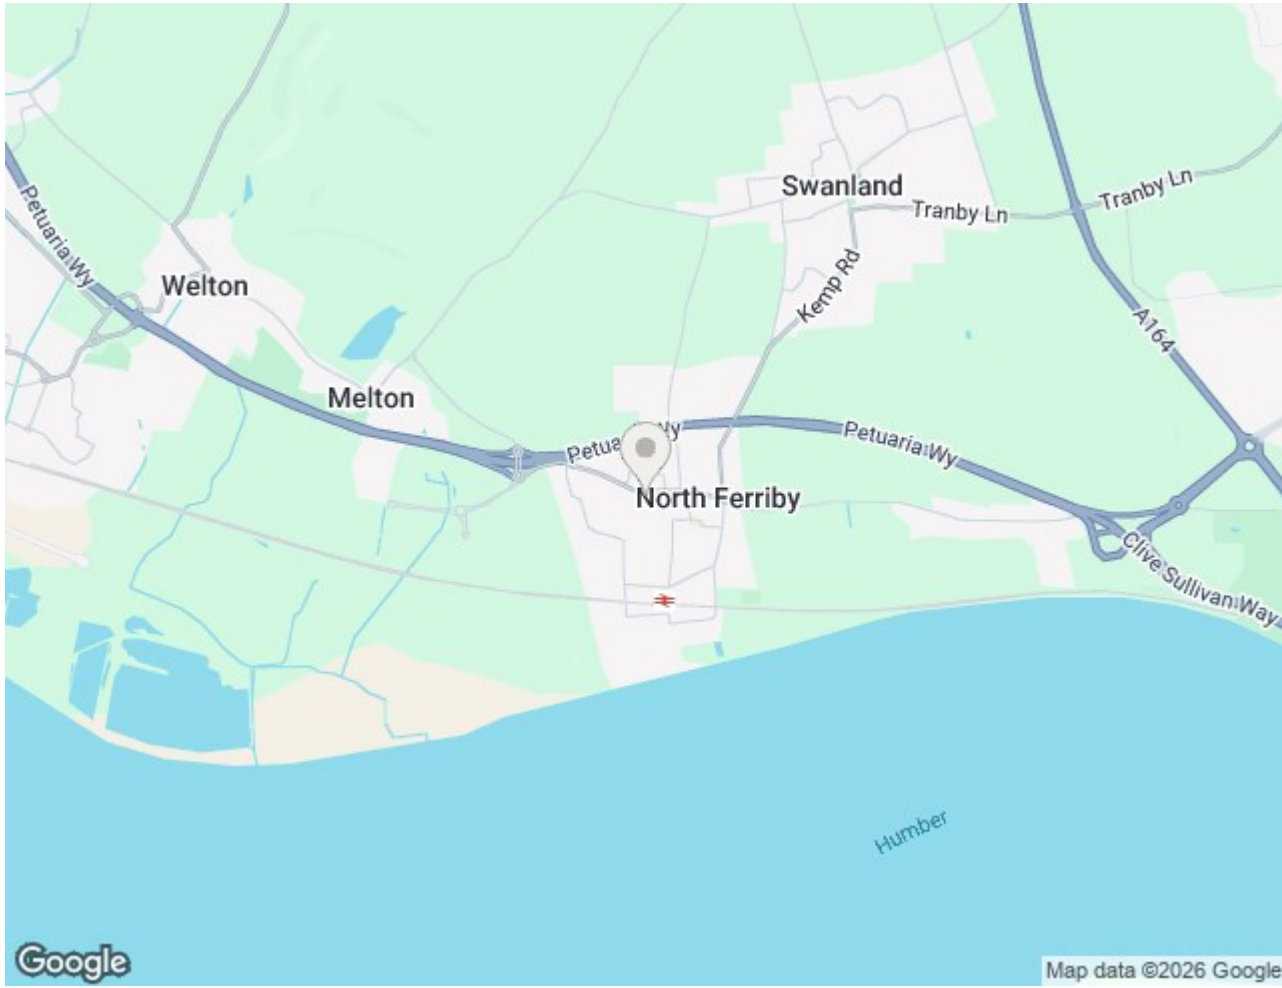 Swanland
Tranby Ln
Tranby Ln
Petuaria Wy
Welton
Kemp Rd
A164
Melton
Petuaria Wy
Petuaria Wy
North Ferriby
Clive Sullivan Way
Humber
Google
Map data ©2026 Google